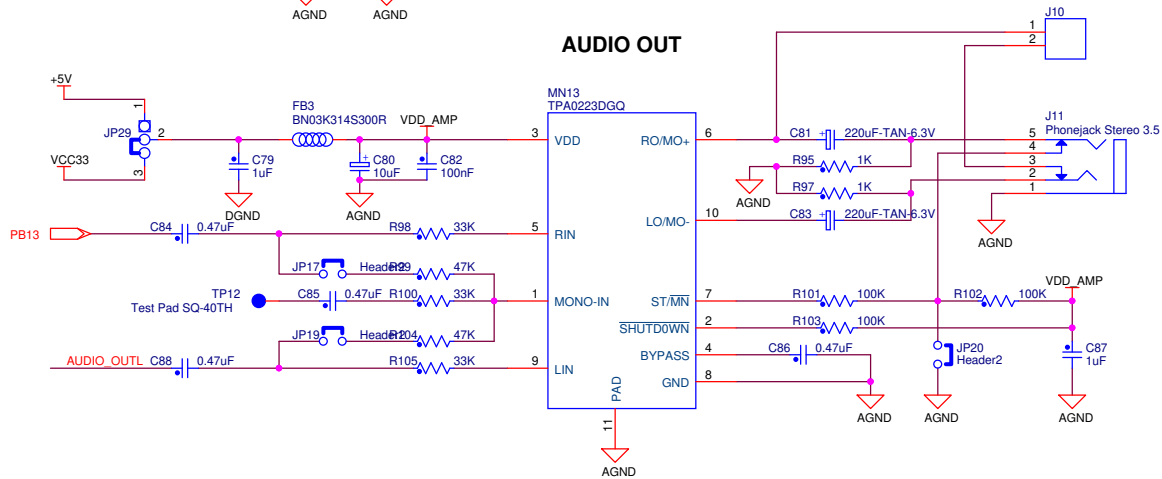 AGND
AGND
AUDIO OUT
J10
1
2
+5V
1
JP29
2
VCC33
3
FB3
BN03K314S300R
VDD_AMP
C79
1uF
DGND
C80
10uF
AGND
C82
100nF
MN13
TPA0223DGQ
3
VDD
RO/MO+
6
C81
220uF-TAN-6.3V
R95
1K
AGND
R97
1K
LO/MO-
10
C83
220uF-TAN-6.3V
J11
Phonejack Stereo 3.5
5
4
3
2
1
AGND
PB13
C84
0.47uF
R98
33K
5
RIN
JP17
Header2
R99
47K
TP12
Test Pad SQ-40TH
C85
0.47uF
R100
33K
1
MONO-IN
JP19
Header2
R104
47K
AUDIO_OUTL
C88
0.47uF
R105
33K
9
LIN
ST/MN
7
R101
100K
R102
100K
VDD_AMP
SHUTD0WN
2
R103
100K
BYPASS
4
C86
0.47uF
GND
8
AGND
JP20
Header2
AGND
C87
1uF
AGND
PAD
11
AGND